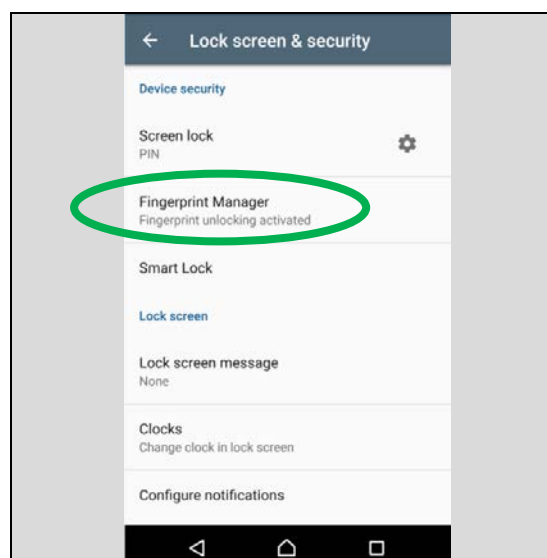 Lock screen & security
Device security
Screen lock
PIN
Fingerprint Manager
Fingerprint unlocking activated
Smart Lock
Lock screen
Lock screen message
None
Clocks
Change clock in lock screen
Configure notifications